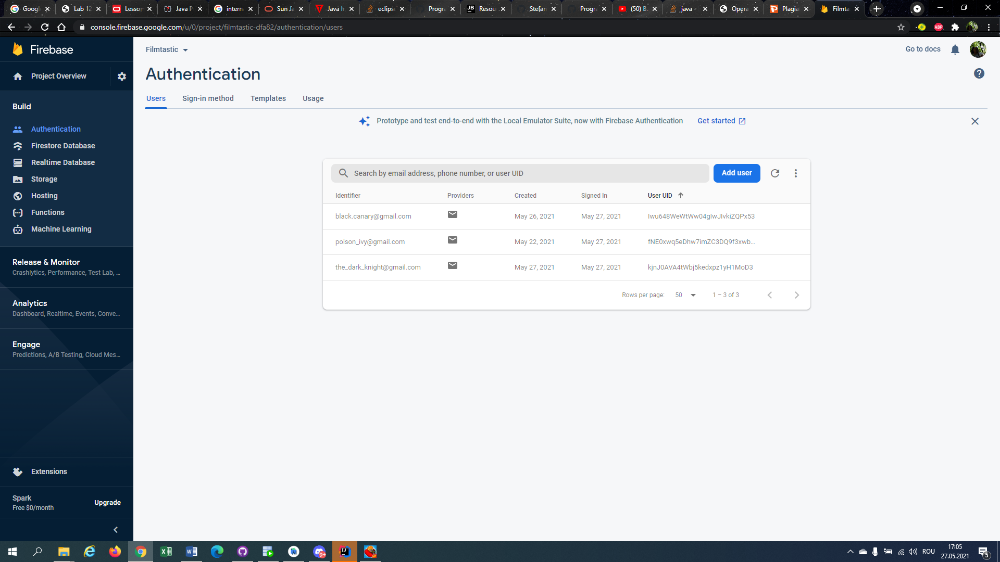 Googl
Lab 12
Lesson
Java P
intern
Sun Ja
Java In
eclipse
Progra
Resou
Stefan
Progra
(50) B
java -
Opera
Plagia
Filmta
console.firebase.google.com/u/0/project/filmtastic-dfa82/authentication/users
ABP
Firebase
Project Overview
Build
Authentication
Firestore Database
Realtime Database
Storage
Hosting
Functions
Machine Learning
Release & Monitor
Crashlytics, Performance, Test Lab, ...
Analytics
Dashboard, Realtime, Events, Conve...
Engage
Predictions, A/B Testing, Cloud Mes...
Extensions
Spark
Free $0/month
Upgrade
Filmtastic
Go to docs
Authentication
Users Sign-in method Templates Usage
Prototype and test end-to-end with the Local Emulator Suite, now with Firebase Authentication Get started
Search by email address, phone number, or user UID
Add user
Identifier Providers Created Signed In User UID
black.canary@gmail.com May 26, 2021 May 27, 2021 Iwu648WeWtWw04gIwJIvkiZQPx53
poison_ivy@gmail.com May 22, 2021 May 27, 2021 fNE0xwq5eDhw7imZC3DQ9f3xwb...
the_dark_knight@gmail.com May 27, 2021 May 27, 2021 kjnJ0AVA4tWbj5kedxpz1yH1MoD3
Rows per page: 50 1 – 3 of 3
ROU
17:05
27.05.2021
5